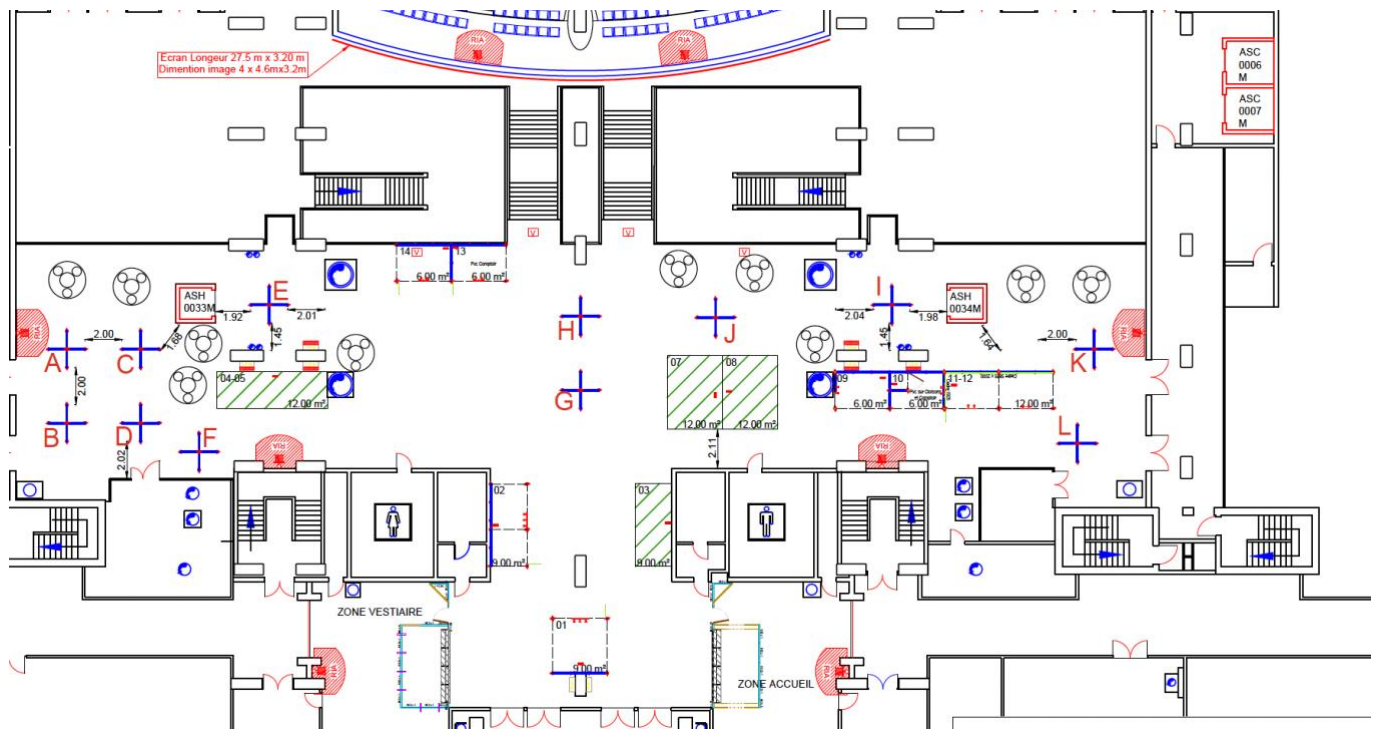 RIA
RIA
Ecran Longeur 27.5 m x 3.20 m
Dimention image 4 x 4.6mx3.2m
ASC
0006
M
ASC
0007
M
V
V
V
14
V
13
Puc Comptoir
6.00 m²
6.00 m²
E
I
ASH
0033M
ASH
0034M
1.92
2.01
2.04
1.98
H
J
RIA
RIA
2.00
1.68
1.45
1.45
1.64
2.00
A
C
K
2.00
04-05
12.00 m²
07
08
12.00 m²
12.00 m²
09
10
11-12
6.00 m²
6.00 m²
12.00 m²
G
B
D
F
L
2.02
2.11
RIA
RIA
02
9.00 m²
03
9.00 m²
ZONE VESTIAIRE
01
9.00 m²
ZONE ACCUEIL
RIA
RIA